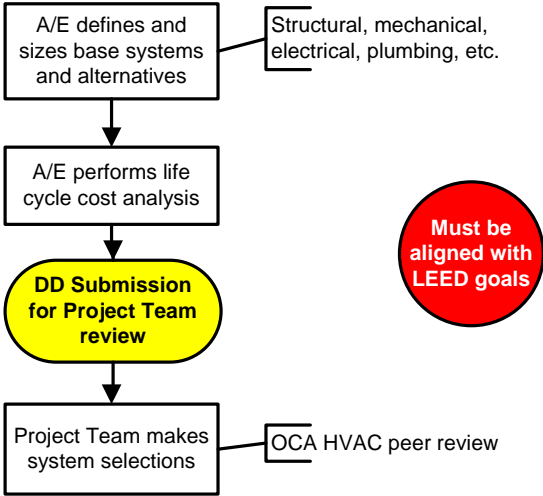 A/E defines and
sizes base systems
and alternatives
Structural, mechanical,
electrical, plumbing, etc.
A/E performs life
cycle cost analysis
Must be
aligned with
LEED goals
DD Submission
for Project Team
review
Project Team makes
system selections
OCA HVAC peer review